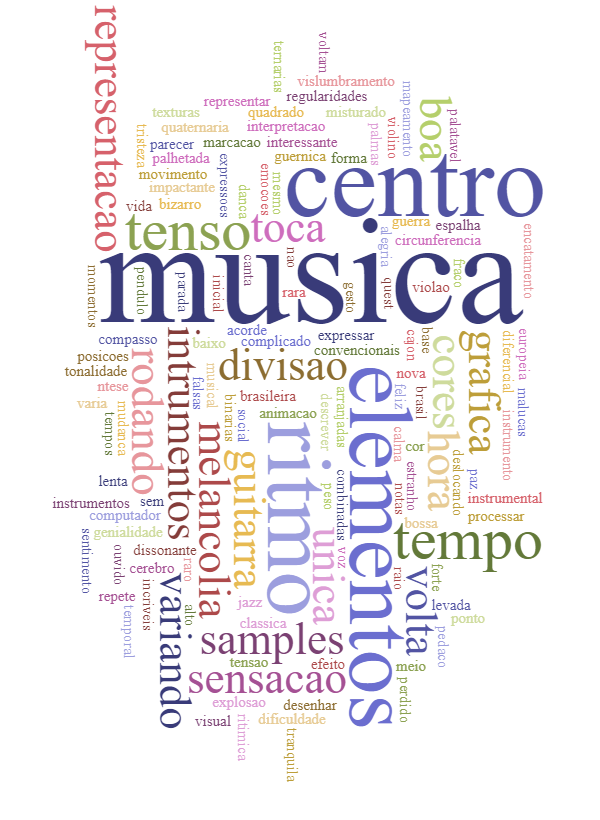 representacao
voltam
ternarias
vislumbramento
regularidades
representar
mapeamento
texturas
quadrado
misturado
boa
palatavel
quaternaria
interpretacao
violino
palmas
tristeza
parecer
marcacao
interessante
palhetada
expressoes
guernica
forma
centro
movimento
emocoes
mesmo
impactante
danca
vida
bizarro
tenso
toca
guerra
espalha
alegria
circunferencia
encatamento
musica
nao
canta
momentos
pendulo
parada
inicial
rara
gesto
quest
violao
fraco
compasso
acorde
complicado
expressar
cajon
base
europeia
baixo
convencionais
posicoes
tonalidade
rodando
intrumentos
divisao
elementos
cores
grafica
diferencial
malucas
ntese
falsas
musical
nova
varia
mudanca
binarias
social
brasileira
arranjadas
descrever
feliz
brasil
hora
instrumento
tempos
animacao
melancolia
ritmo
calma
cor
deslocando
paz
guitarra
peso
combinadas
estranho
lenta
notas
instrumental
instrumentos
sem
computador
bossa
processar
genialidade
unica
voz
tempo
sentimento
ouvido
dissonante
cerebro
raro
variando
raio
volta
forte
repete
incriveis
alto
jazz
levada
temporal
classica
ponto
samples
pedaco
tensao
efeito
meio
sensacao
perdido
explosao
desenhar
visual
ritimica
dificuldade
tranquila